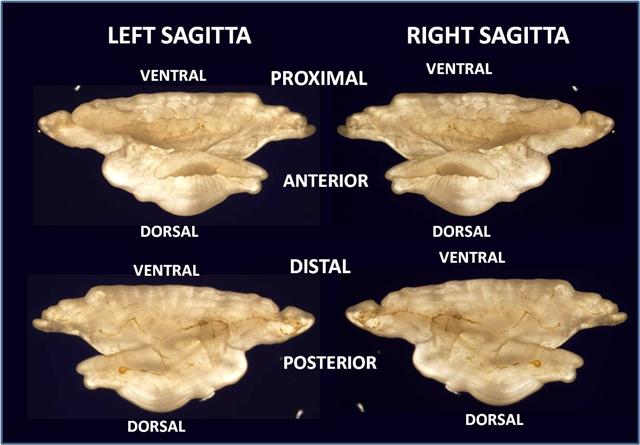 LEFT SAGITTA
RIGHT SAGITTA
VENTRAL
PROXIMAL
VENTRAL
ANTERIOR
DORSAL
DORSAL
VENTRAL
DISTAL
VENTRAL
POSTERIOR
DORSAL
DORSAL